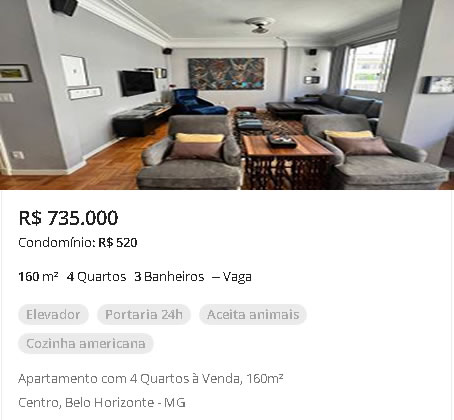 R$ 735.000
Condomínio: R$ 520
160 m² 4 Quartos 3 Banheiros -- Vaga
Elevador Portaria 24h Aceita animais
Cozinha americana
Apartamento com 4 Quartos à Venda, 160m²
Centro, Belo Horizonte - MG